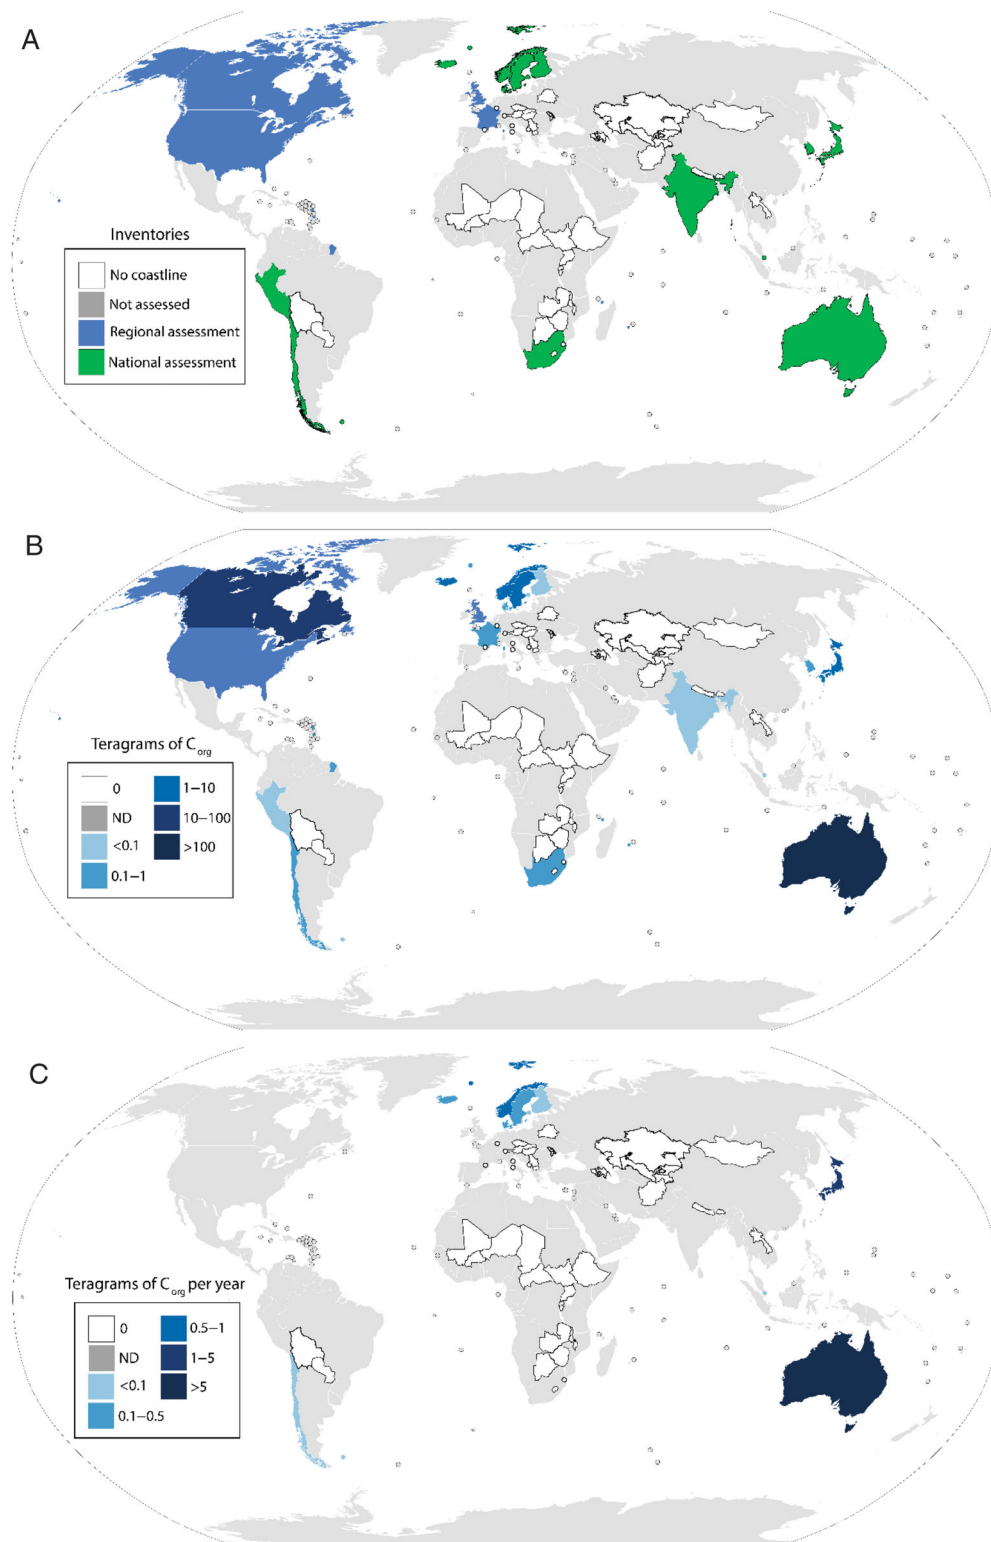 A
Inventories
No coastline
Not assessed
Regional assessment
National assessment
B
Teragrams of Corg
0
1–10
ND
10–100
<0.1
>100
0.1–1
C
Teragrams of Corg per year
0
0.5–1
ND
1–5
<0.1
>5
0.1–0.5